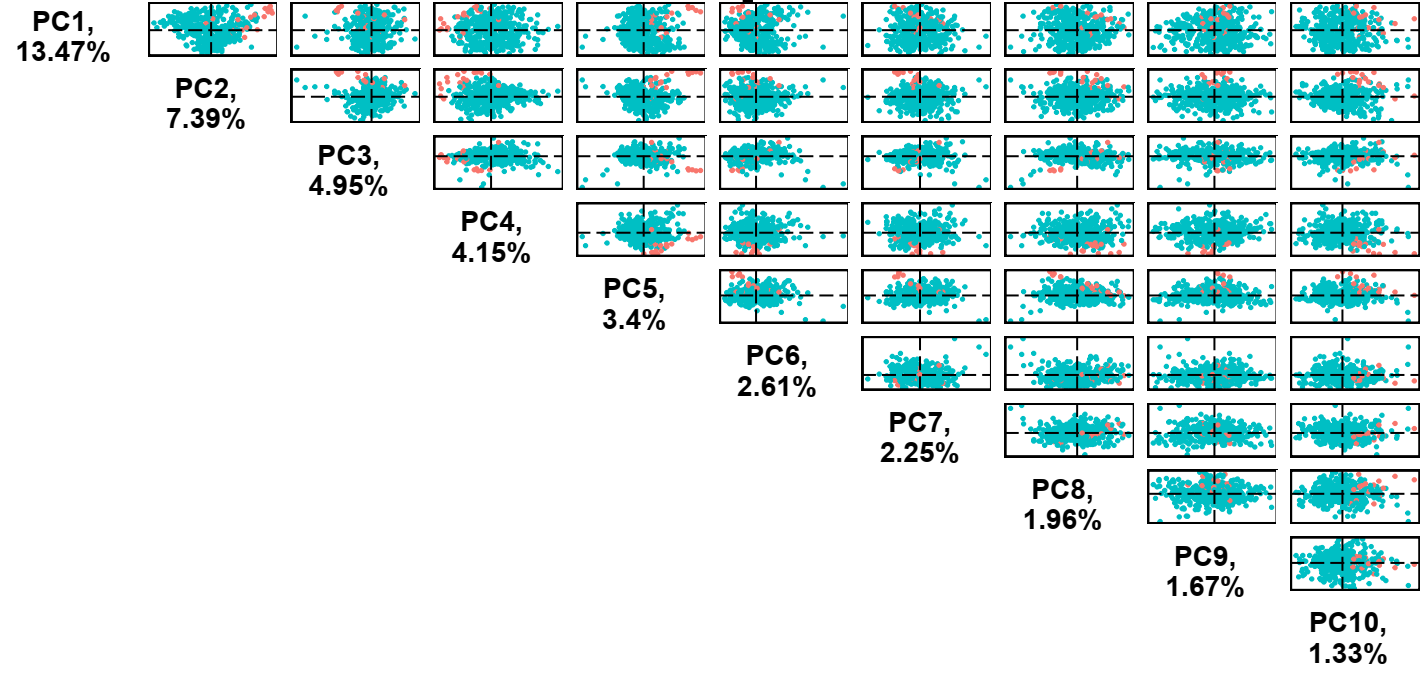 PC1,
13.47%
PC2,
7.39%
PC3,
4.95%
PC4,
4.15%
PC5,
3.4%
PC6,
2.61%
PC7,
2.25%
PC8,
1.96%
PC9,
1.67%
PC10,
1.33%